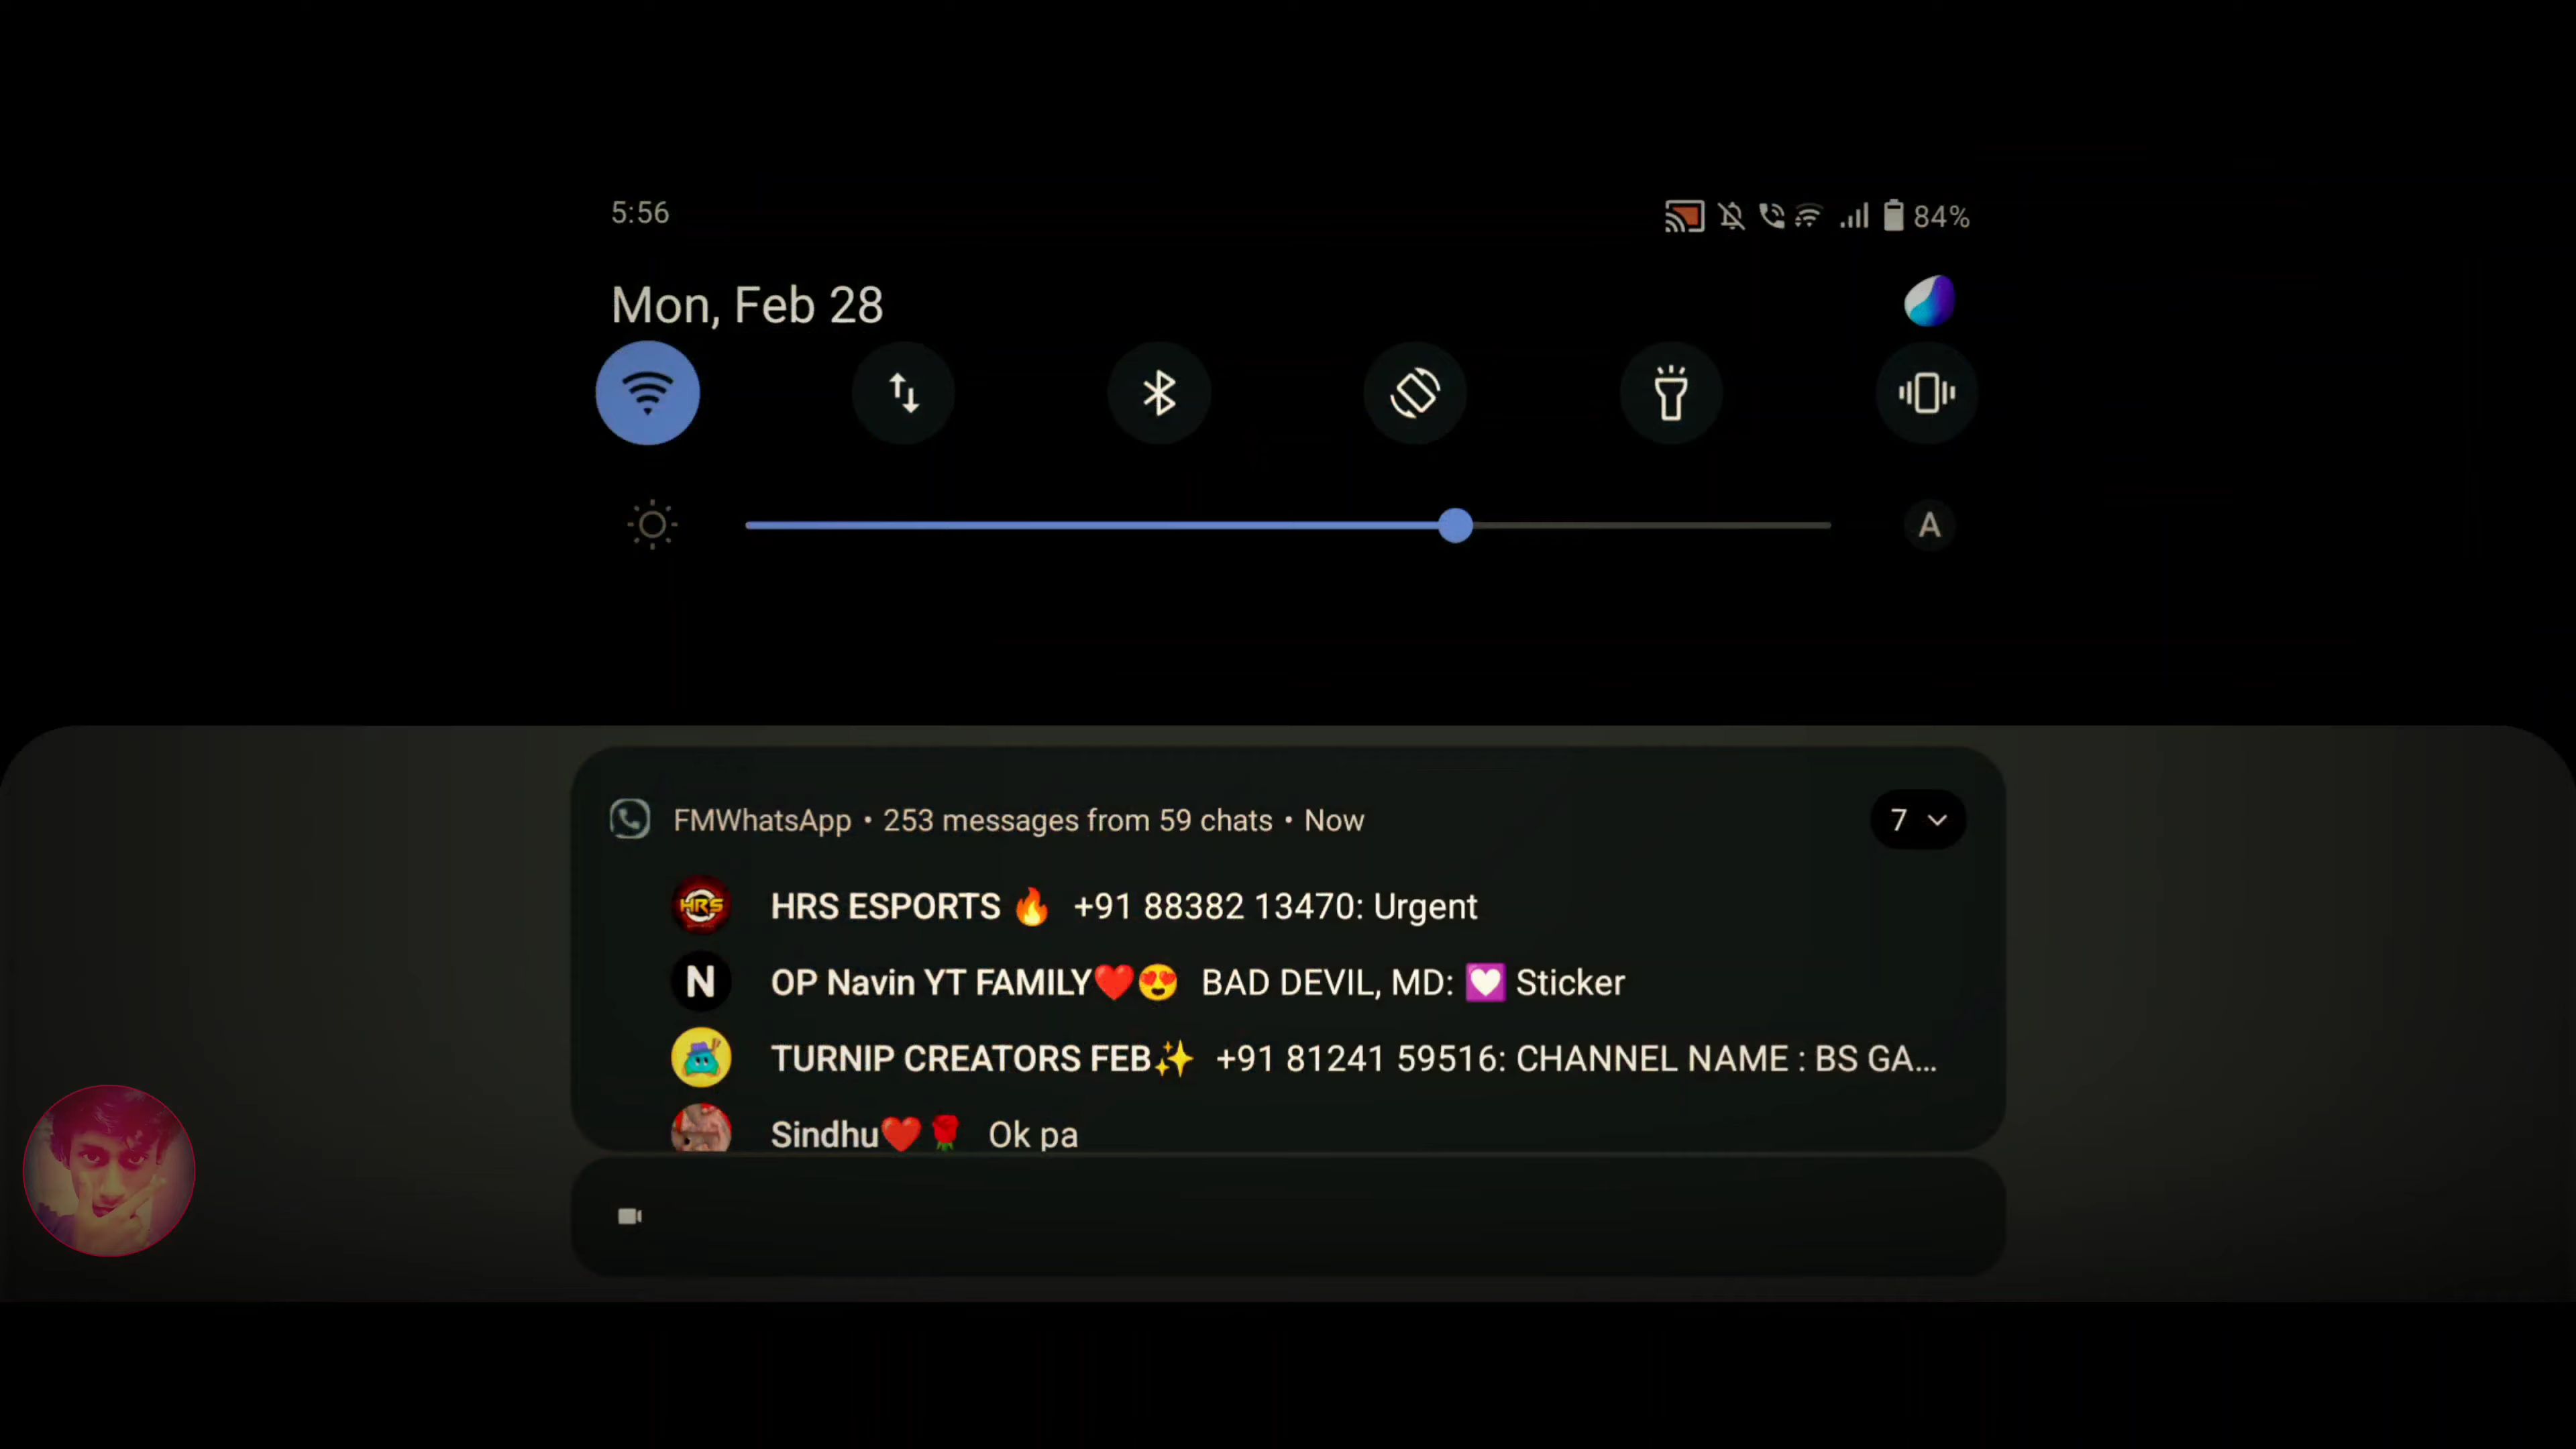 5:56
84%
Mon, Feb 28
A
FMWhatsApp • 253 messages from 59 chats • Now
7
HRS
HRS ESPORTS 🔥 +91 88382 13470: Urgent
N
OP Navin YT FAMILY❤️😍 BAD DEVIL, MD: 💟 Sticker
TURNIP CREATORS FEB✨ +91 81241 59516: CHANNEL NAME : BS GA...
Sindhu❤️🌹 Ok pa